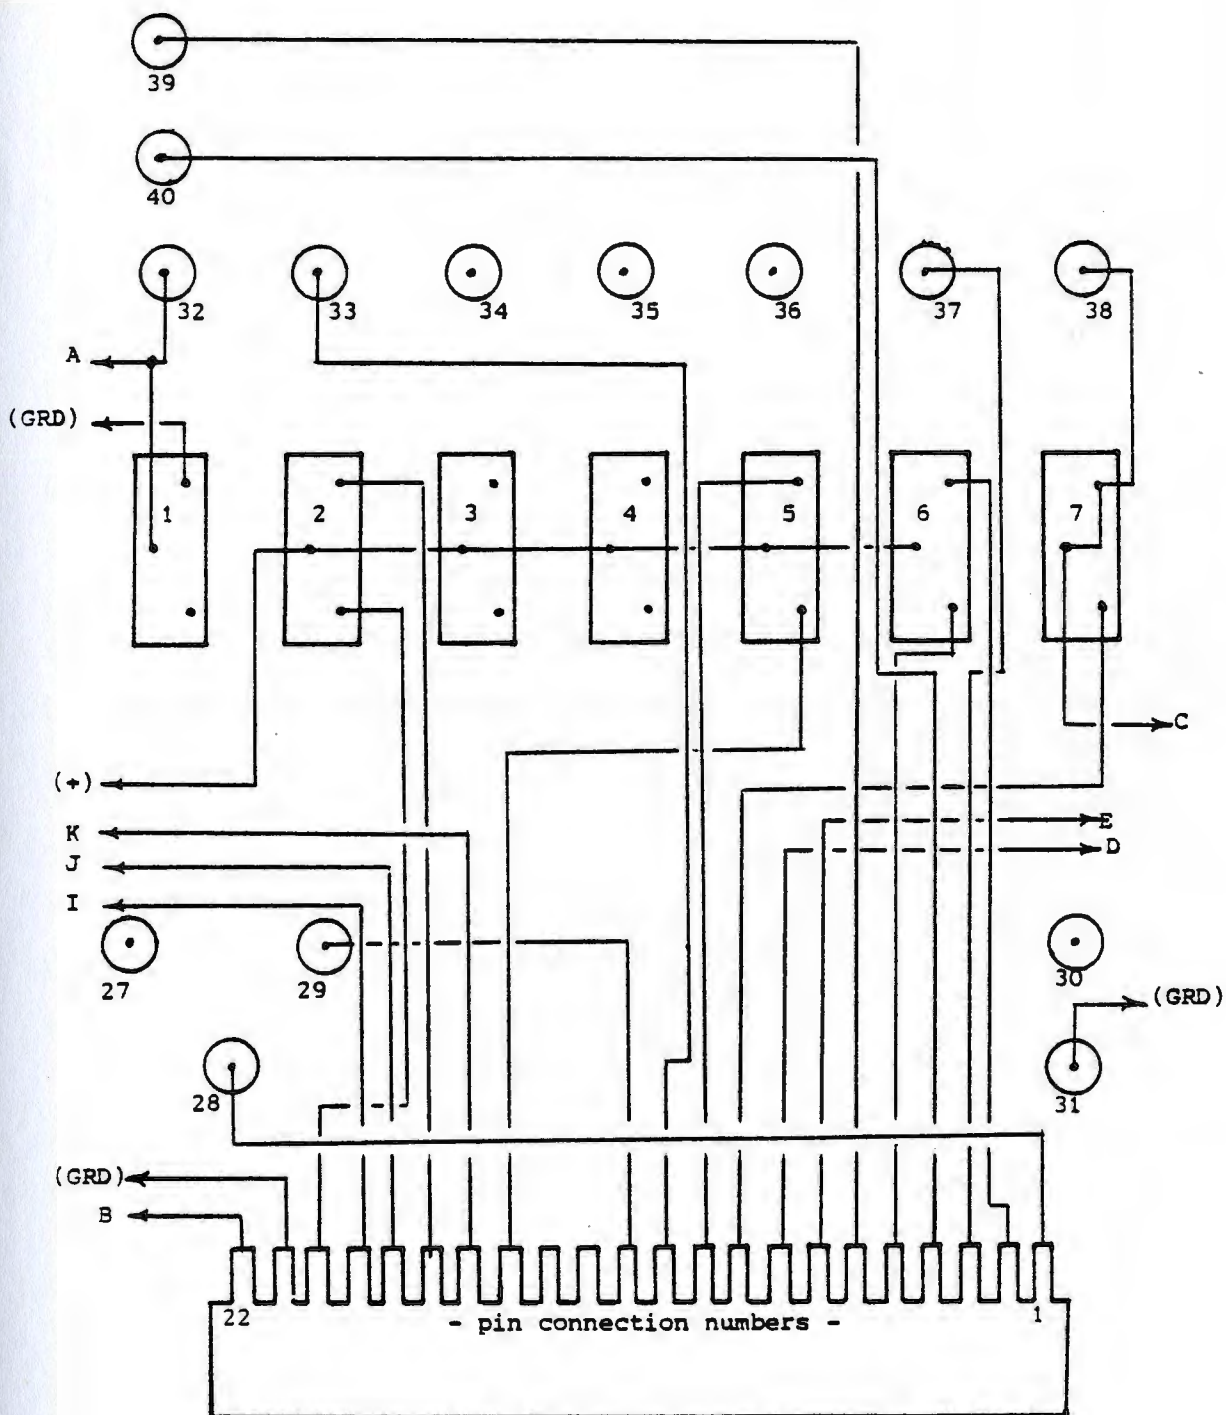 39
40
32 33 34 35 36 37 38
A
(GRD)
1 2 3 4 5 6 7
C
(+)
K
E
J
D
I
27 29 30
(GRD)
28 31
(GRD)
B
22 - pin connection numbers - 1